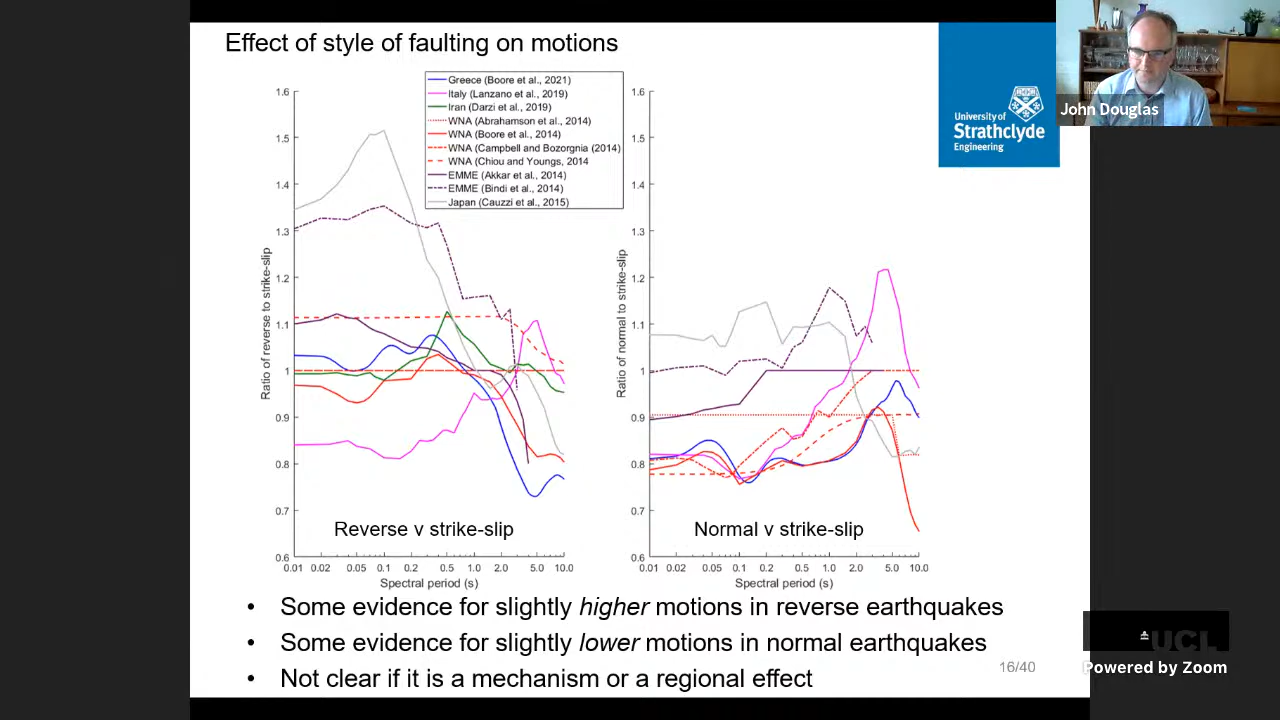 Effect of style of faulting on motions
Greece (Boore et al., 2021)
Italy (Lanzano et al., 2019)
Iran (Darzi et al., 2019)
WNA (Abrahamson et al., 2014)
WNA (Boore et al., 2014)
WNA (Campbell and Bozorgnia (2014)
WNA (Chiou and Youngs, 2014
EMME (Akkar et al., 2014)
EMME (Bindi et al., 2014)
Japan (Cauzzi et al., 2015)
1.6
1.5
1.4
1.3
1.2
1.1
1
0.9
0.8
0.7
0.6
Ratio of reverse to strike-slip
Reverse v strike-slip
0.01 0.02 0.05 0.1 0.2 0.5 1.0 2.0 5.0 10.0
Spectral period (s)
1.6
1.5
1.4
1.3
1.2
1.1
1
0.9
0.8
0.7
0.6
Ratio of normal to strike-slip
Normal v strike-slip
0.01 0.02 0.05 0.1 0.2 0.5 1.0 2.0 5.0 10.0
Spectral period (s)
University of
Strathclyde
Engineering
John Douglas
• Some evidence for slightly higher motions in reverse earthquakes
• Some evidence for slightly lower motions in normal earthquakes
• Not clear if it is a mechanism or a regional effect
16/40
UCL
Powered by Zoom